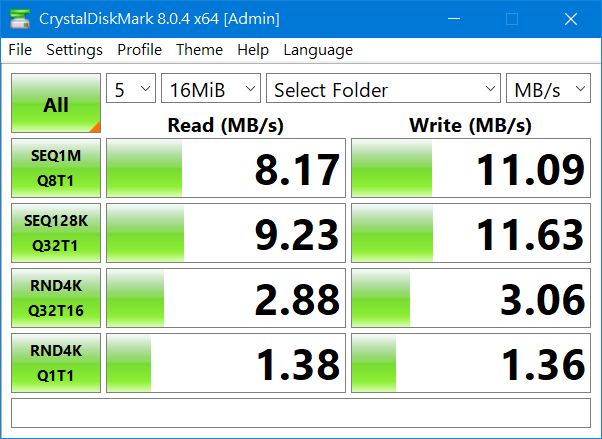 CrystalDiskMark 8.0.4 x64 [Admin]
File Settings Profile Theme Help Language
All 5 16MiB Select Folder MB/s
Read (MB/s) Write (MB/s)
SEQ1M
Q8T1 8.17 11.09
SEQ128K
Q32T1 9.23 11.63
RND4K
Q32T16 2.88 3.06
RND4K
Q1T1 1.38 1.36